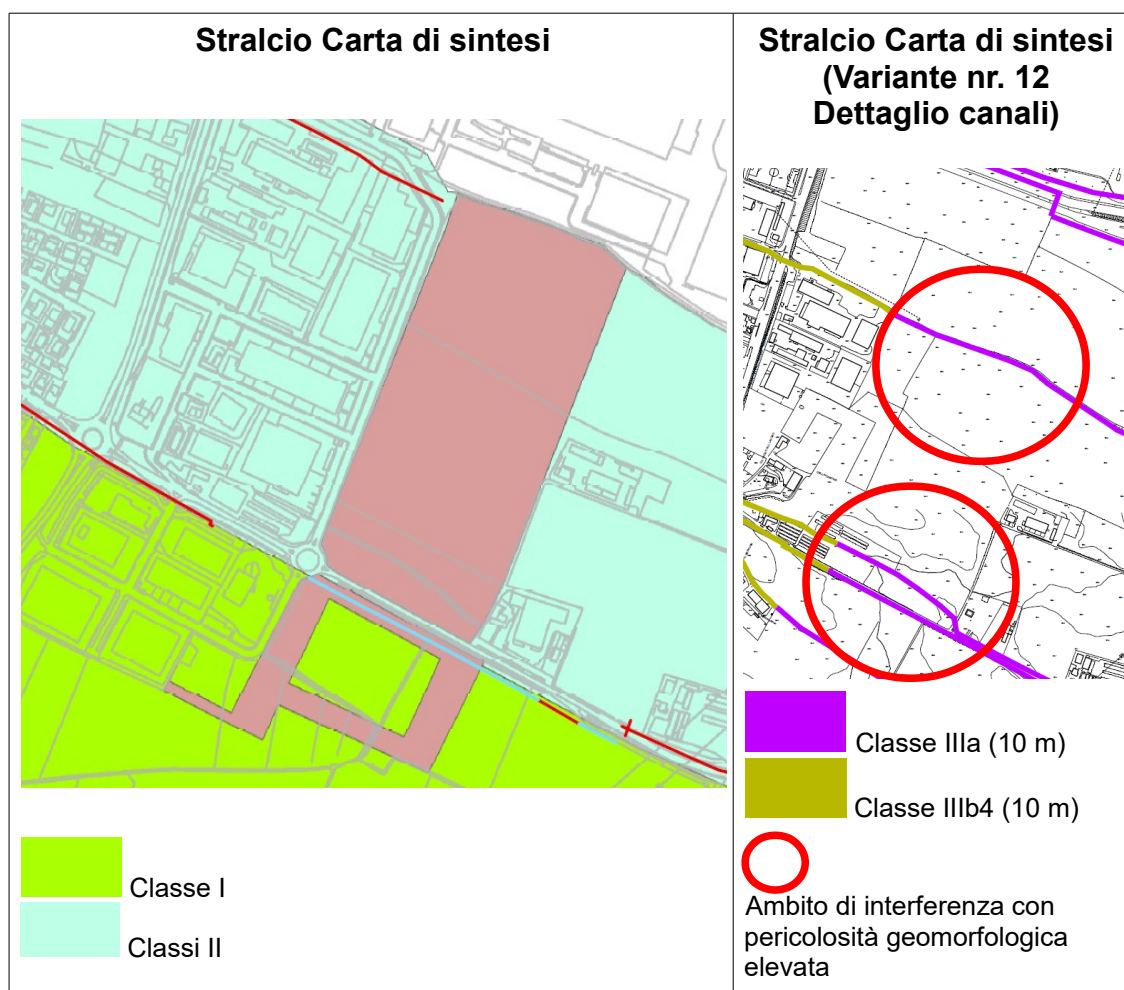 Stralcio Carta di sintesi
Classe I
Classi II
Stralcio Carta di sintesi
(Variante nr. 12
Dettaglio canali)
Classe IIIa (10 m)
Classe IIIb4 (10 m)
Ambito di interferenza con
pericolosità geomorfologica
elevata